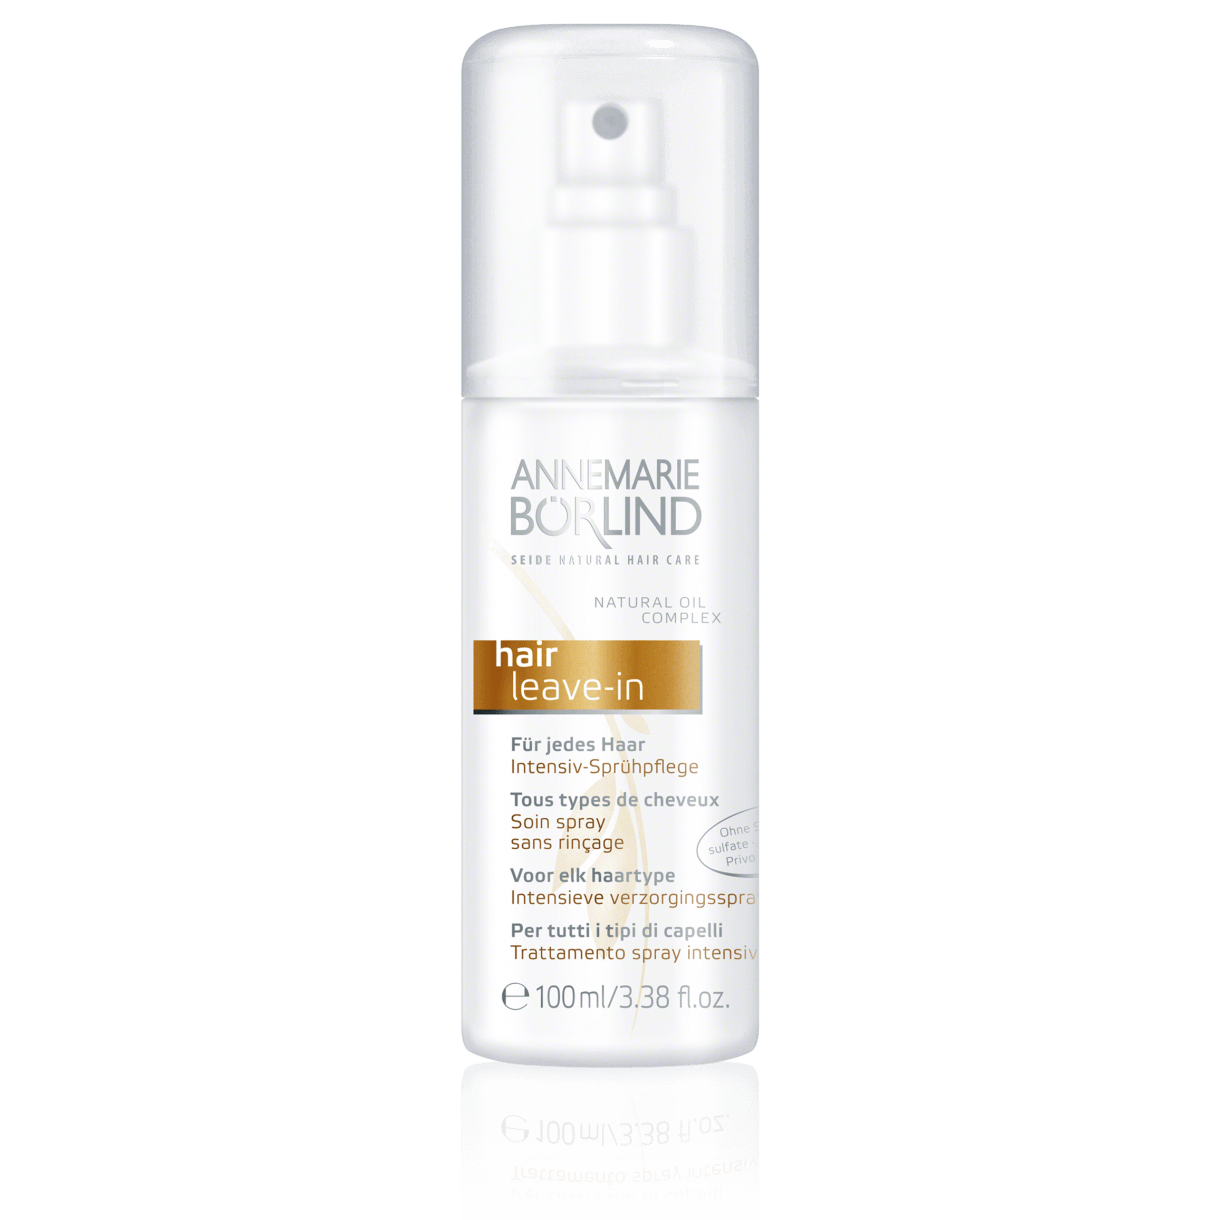 ANNEMARIE
BÖRLIND
SEIDE NATURAL HAIR CARE
NATURAL OIL
COMPLEX
hair
leave-in
Für jedes Haar
Intensiv-Sprühpflege
Tous types de cheveux
Soin spray
sans rinçage
Ohne
sulfate -
Voor elk haartype
Intensieve
Per tutti i tipi di capelli
Trattamento spray
℮ 100 ml/3.38 fl.oz.